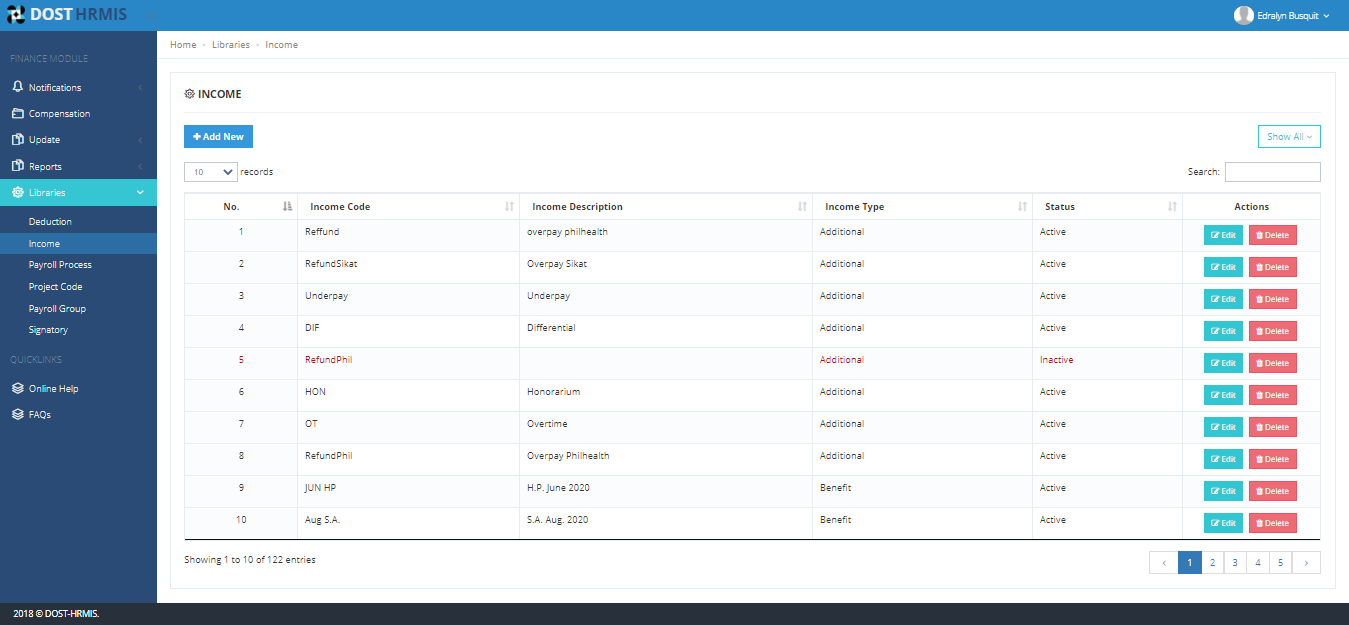 DOST HRMIS
Edralyn Busquit
FINANCE MODULE
Notifications
Compensation
Update
Reports
Libraries
Deduction
Income
Payroll Process
Project Code
Payroll Group
Signatory
QUICKLINKS
Online Help
FAQs
Home Libraries Income
INCOME
Add New
Show All
10 records
Search:
No. Income Code Income Description Income Type Status Actions
1 Reffund overpay philhealth Additional Active Edit Delete
2 RefundSikat Overpay Sikat Additional Active Edit Delete
3 Underpay Underpay Additional Active Edit Delete
4 DIF Differential Additional Active Edit Delete
5 RefundPhil Additional Inactive Edit Delete
6 HON Honorarium Additional Active Edit Delete
7 OT Overtime Additional Active Edit Delete
8 RefundPhil Overpay Philhealth Additional Active Edit Delete
9 JUN HP H.P. June 2020 Benefit Active Edit Delete
10 Aug S.A. S.A. Aug. 2020 Benefit Active Edit Delete
Showing 1 to 10 of 122 entries
‹ 1 2 3 4 5 ›
2018 © DOST-HRMIS.